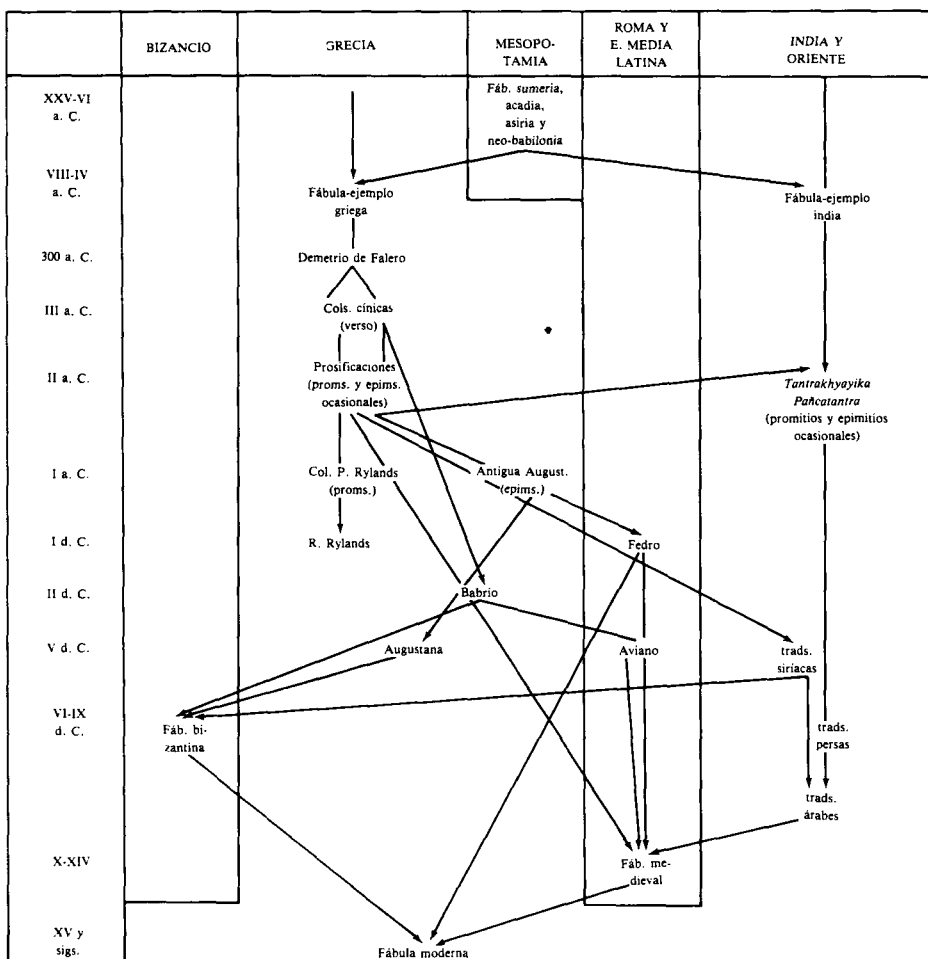 BIZANCIO
GRECIA
MESOPO-
TAMIA
ROMA Y
E. MEDIA
LATINA
INDIA Y
ORIENTE
XXV-VI
a. C.
Fáb. sumeria,
acadia,
asiria y
neo-babilonia
VIII-IV
a. C.
Fábula-ejemplo
griega
Fábula-ejemplo
india
300 a. C.
Demetrio de Falero
III a. C.
Cols. cínicas
(verso)
II a. C.
Prosificaciones
(proms. y epims.
ocasionales)
Tantrakhyayika
Pañcatantra
(promitios y epimitios
ocasionales)
I a. C.
Col. P. Rylands
(proms.)
Antigua August.
(epims.)
I d. C.
R. Rylands
Fedro
II d. C.
Babrio
V d. C.
Augustana
Aviano
trads.
siríacas
VI-IX
d. C.
Fáb. bi-
zantina
trads.
persas
trads.
árabes
X-XIV
Fáb. me-
dieval
XV y
sigs.
Fábula moderna